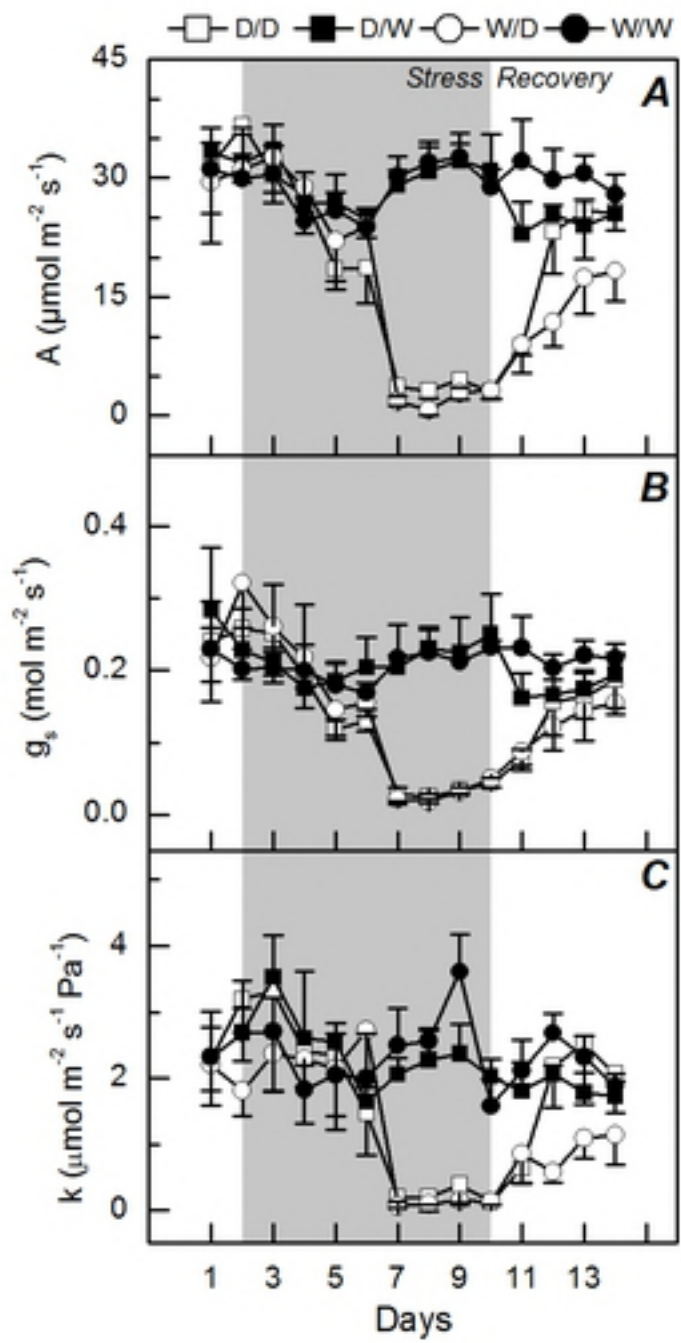 D/D D/W W/D W/W
45
Stress Recovery A
30
15
0
A (µmol m⁻² s⁻¹)
B
0.4
0.2
0.0
gₛ (mol m⁻² s⁻¹)
C
4
2
0
k (µmol m⁻² s⁻¹ Pa⁻¹)
1 3 5 7 9 11 13
Days